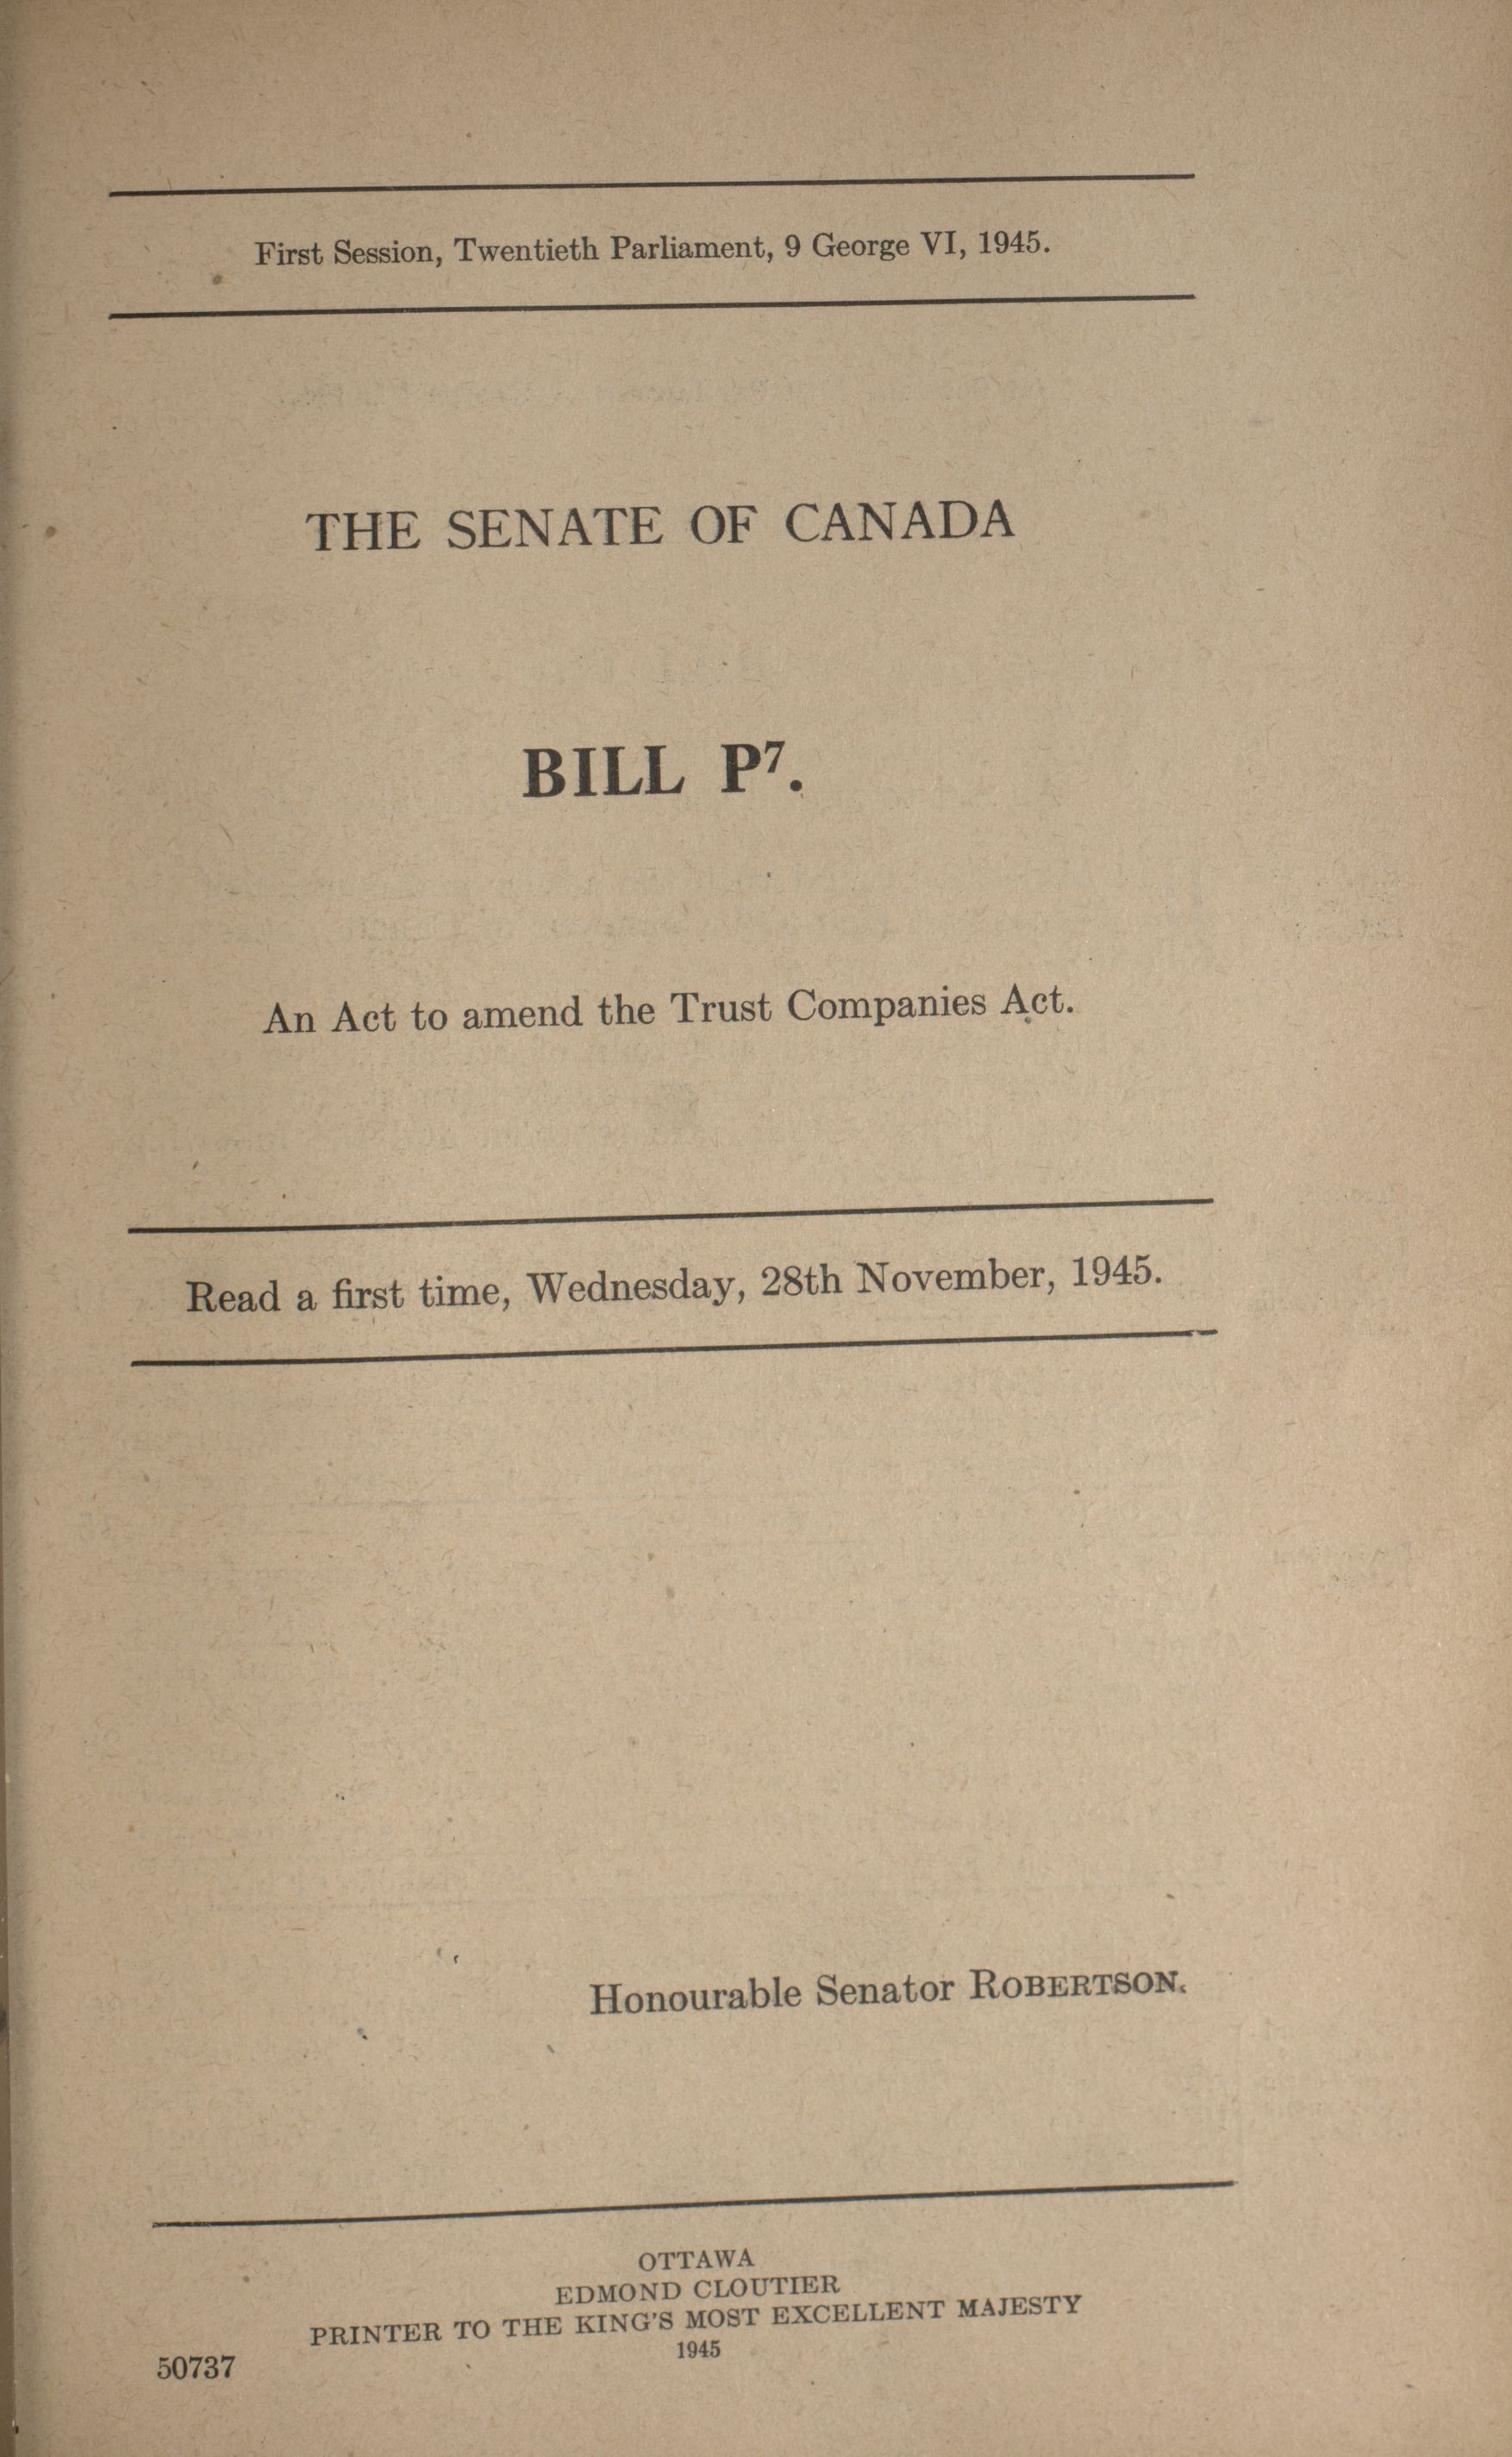 First Session, Twentieth Parliament, 9 George VI, 1945.
THE SENATE OF CANADA
BILL P⁷.
An Act to amend the Trust Companies Act.
Read a first time, Wednesday, 28th November, 1945.
Honourable Senator ROBERTSON.
OTTAWA
EDMOND CLOUTIER
PRINTER TO THE KING'S MOST EXCELLENT MAJESTY
1945
50737